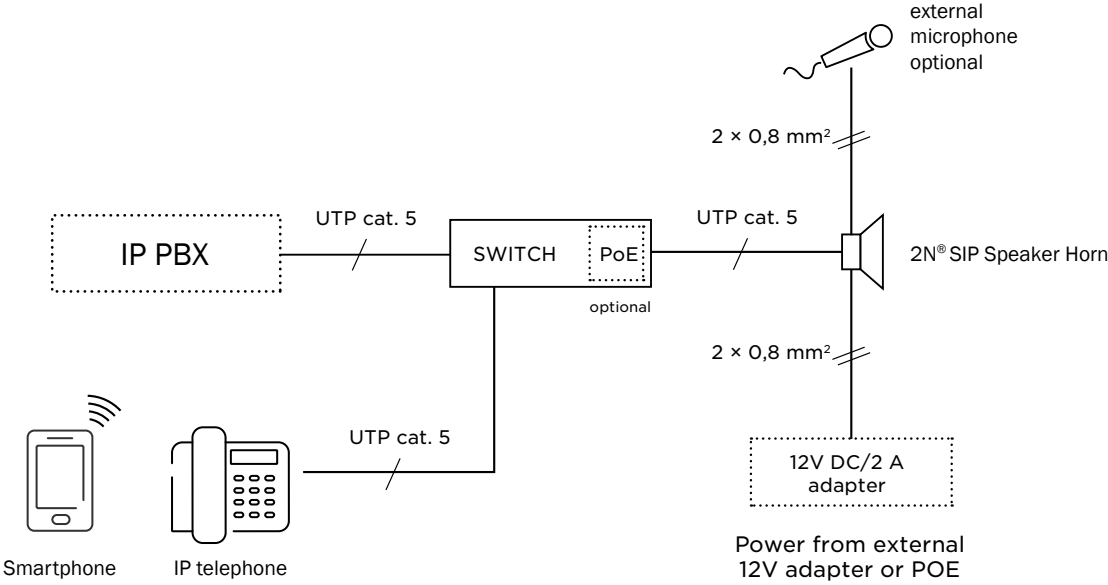 external
microphone
optional
2 × 0,8 mm²
UTP cat. 5
UTP cat. 5
IP PBX
SWITCH
PoE
2N® SIP Speaker Horn
optional
2 × 0,8 mm²
UTP cat. 5
12V DC/2 A
adapter
Power from external
12V adapter or POE
Smartphone
IP telephone